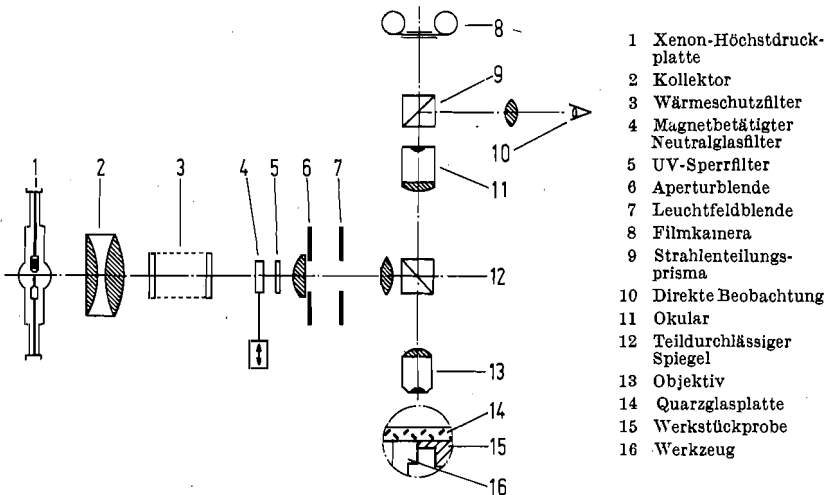 8
9
10
11
1
2
3
4
5
6
7
12
13
14
15
16
1 Xenon-Höchstdruck-
platte
2 Kollektor
3 Wärmeschutzfilter
4 Magnetbetätigter
Neutralglasfilter
5 UV-Sperrfilter
6 Aperturblende
7 Leuchtfeldblende
8 Filmkamera
9 Strahlenteilungs-
prisma
10 Direkte Beobachtung
11 Okular
12 Teildurchlässiger
Spiegel
13 Objektiv
14 Quarzglasplatte
15 Werkstückprobe
16 Werkzeug